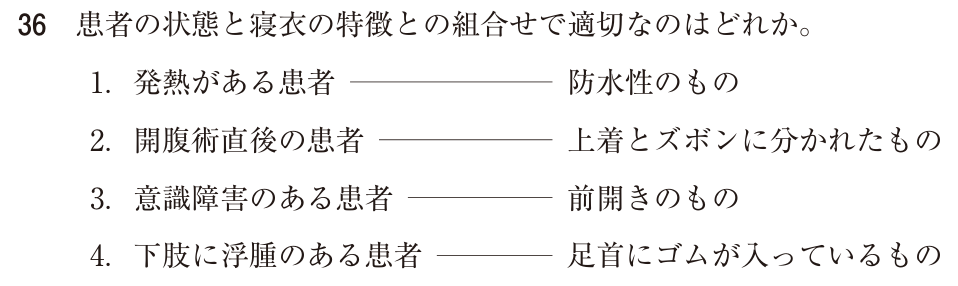 36 患者の状態と寝衣の特徴との組合せで適切なのはどれか。
1. 発熱がある患者 ――――――― 防水性のもの
2. 開腹術直後の患者 ―――――― 上着とズボンに分かれたもの
3. 意識障害のある患者 ――――― 前開きのもの
4. 下肢に浮腫のある患者 ―――― 足首にゴムが入っているもの